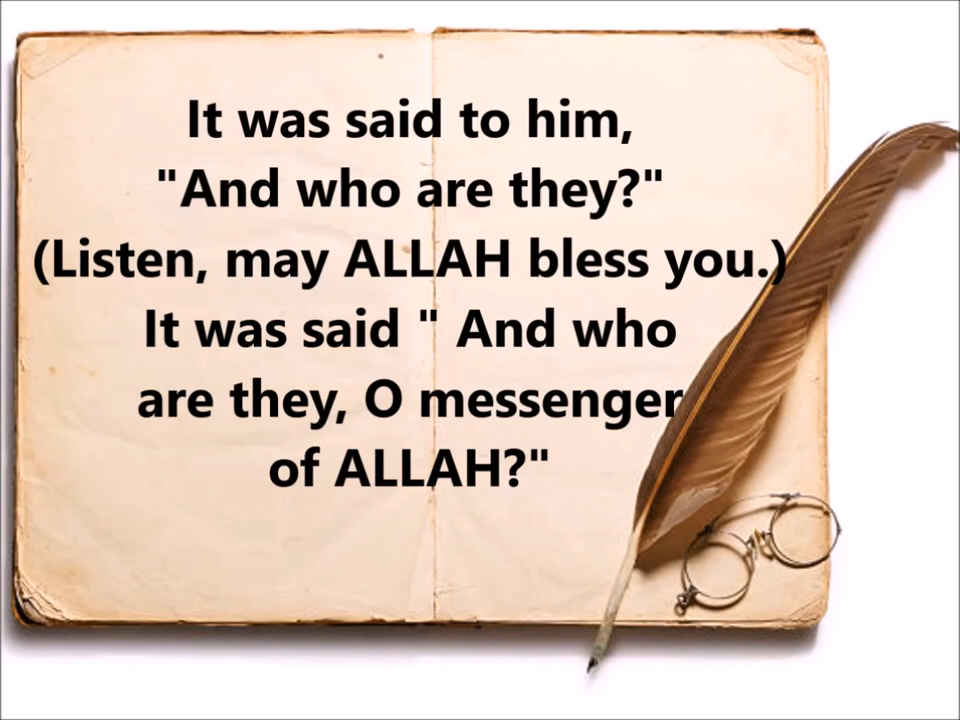 It was said to him,
"And who are they?"
(Listen, may ALLAH bless you.)
It was said " And who
are they, O messenger
of ALLAH?"